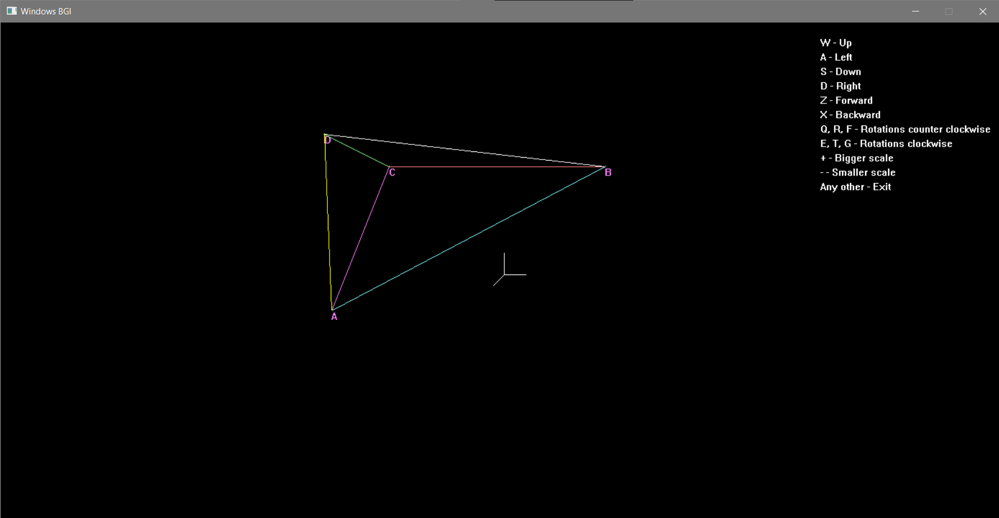 Windows BGI
W - Up
A - Left
S - Down
D - Right
Z - Forward
X - Backward
Q, R, F - Rotations counter clockwise
E, T, G - Rotations clockwise
+ - Bigger scale
- - Smaller scale
Any other - Exit
D
C
B
A